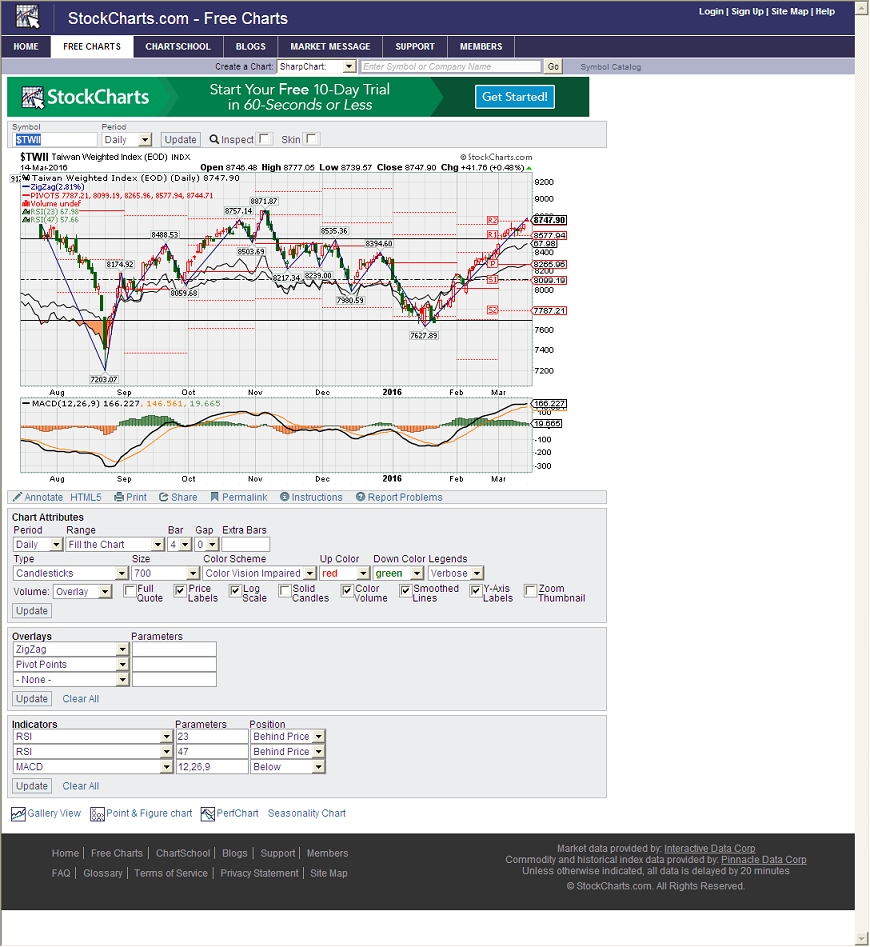 StockCharts.com - Free Charts
Login | Sign Up | Site Map | Help
HOME FREE CHARTS CHARTSCHOOL BLOGS MARKET MESSAGE SUPPORT MEMBERS
Create a Chart: SharpChart: Enter Symbol or Company Name Go Symbol Catalog
StockCharts Start Your Free 10-Day Trial
in 60-Seconds or Less
Get Started!
Symbol Period
$TWII Daily Update Inspect Skin
$TWII Taiwan Weighted Index (EOD) INDX © StockCharts.com
14-Mar-2016 Open 8746.48 High 8777.05 Low 8739.57 Close 8747.90 Chg +41.76 (+0.48%)
Taiwan Weighted Index (EOD) (Daily) 8747.90
ZigZag(2.81%)
PIVOTS 7787.21, 8099.19, 8265.96, 8577.94, 8744.71
Volume undef
RSI(23) 67.98
RSI(47) 57.66
8871.87
8757.14
8535.36
8488.53
8394.60
8503.69
8174.92
8217.34
8239.00
8059.68
7980.59
7627.89
7203.07
R2
R1
P
S1
S2
9200
9000
8747.90
8577.94
67.98
8400
8265.96
8200
8099.19
8000
7787.21
7600
7400
7200
Aug Sep Oct Nov Dec 2016 Feb Mar
MACD(12,26,9) 166.227, 146.561, 19.665
166.227
100
19.665
-100
-200
-300
Aug Sep Oct Nov Dec 2016 Feb Mar
Annotate HTML5 Print Share Permalink Instructions Report Problems
Chart Attributes
Period Range Bar Gap Extra Bars
Daily Fill the Chart 4 0
Type Size Color Scheme Up Color Down Color Legends
Candlesticks 700 Color Vision Impaired red green Verbose
Volume: Overlay Full Quote Price Labels Log Scale Solid Candles Color Volume Smoothed Lines Y-Axis Labels Zoom Thumbnail
Update
Overlays Parameters
ZigZag
Pivot Points
- None -
Update Clear All
Indicators Parameters Position
RSI 23 Behind Price
RSI 47 Behind Price
MACD 12,26,9 Below
Update Clear All
Gallery View Point & Figure chart PerfChart Seasonality Chart
Home | Free Charts | ChartSchool | Blogs | Support | Members
FAQ | Glossary | Terms of Service | Privacy Statement | Site Map
Market data provided by: Interactive Data Corp
Commodity and historical index data provided by: Pinnacle Data Corp
Unless otherwise indicated, all data is delayed by 20 minutes
© StockCharts.com. All Rights Reserved.